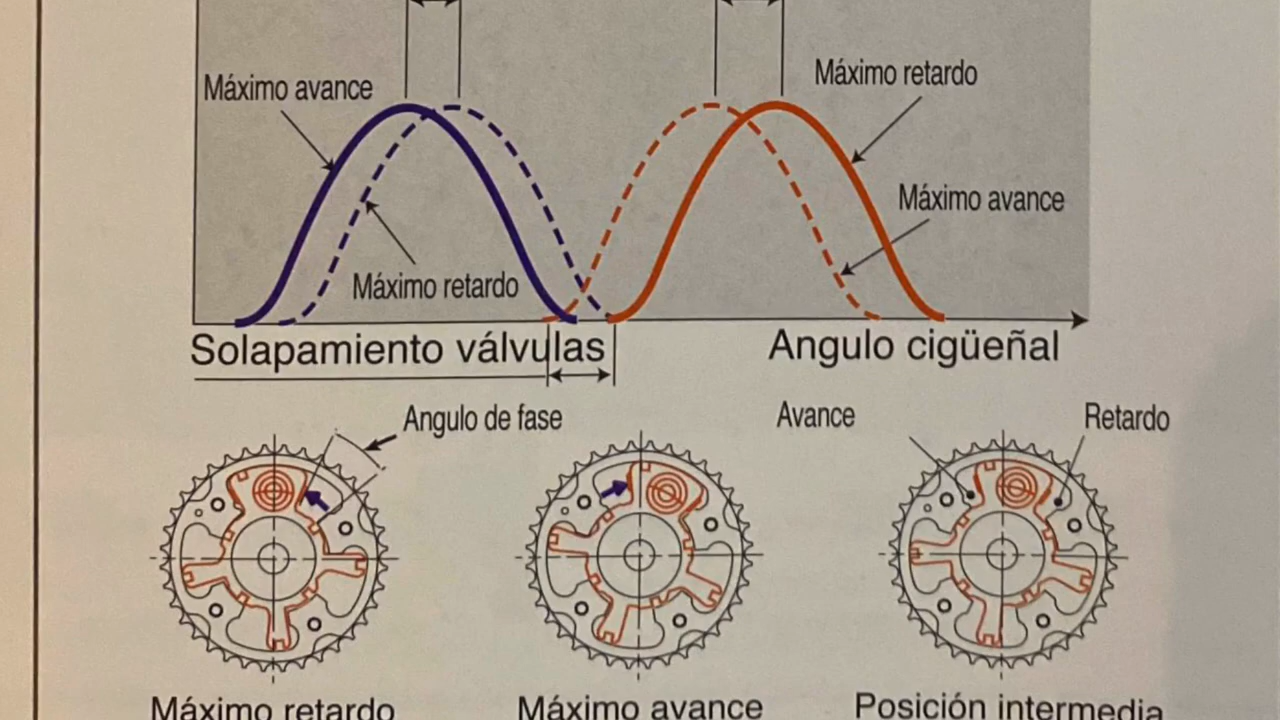 Máximo avance
Máximo retardo
Máximo avance
Máximo retardo
Solapamiento válvulas
Angulo cigüeñal
Angulo de fase
Avance
Retardo
Máximo retardo
Máximo avance
Posición intermedia